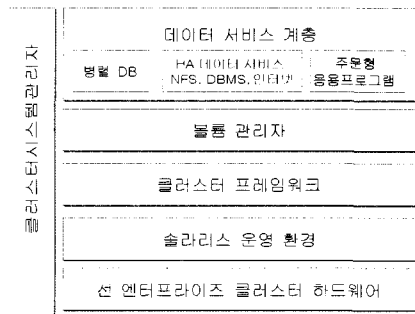 클러스터시스템관리자
데이터 서비스 계층
병렬 DB
HA 데이터 서비스
NFS, DBMS, 인터넷
주문형
응용프로그램
볼륨 관리자
클러스터 프레임워크
솔라리스 운영 환경
선 엔터프라이즈 클러스터 하드웨어